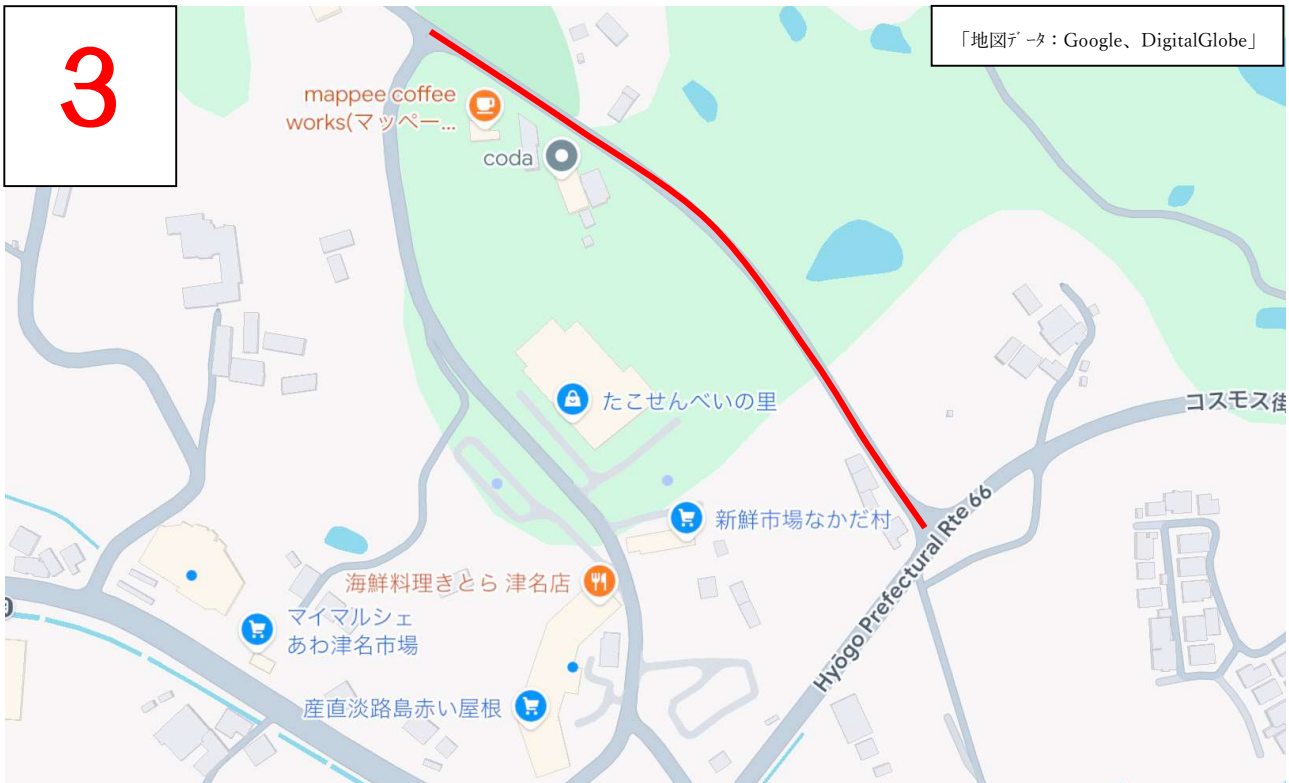 3
「地図ﾃﾞｰﾀ：Google、DigitalGlobe」
mappee coffee
works(マッペー...
coda
たこせんべいの里
コスモス街
新鮮市場なかだ村
Hyōgo Prefectural Rte 66
海鮮料理きとら 津名店
マイマルシェ
あわ津名市場
産直淡路島赤い屋根